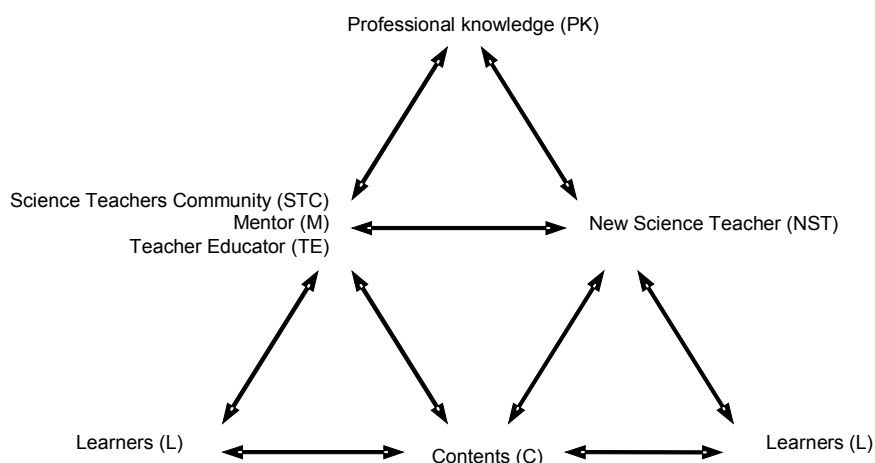 Professional knowledge (PK)
Science Teachers Community (STC)
Mentor (M)
Teacher Educator (TE)
New Science Teacher (NST)
Learners (L)
Contents (C)
Learners (L)